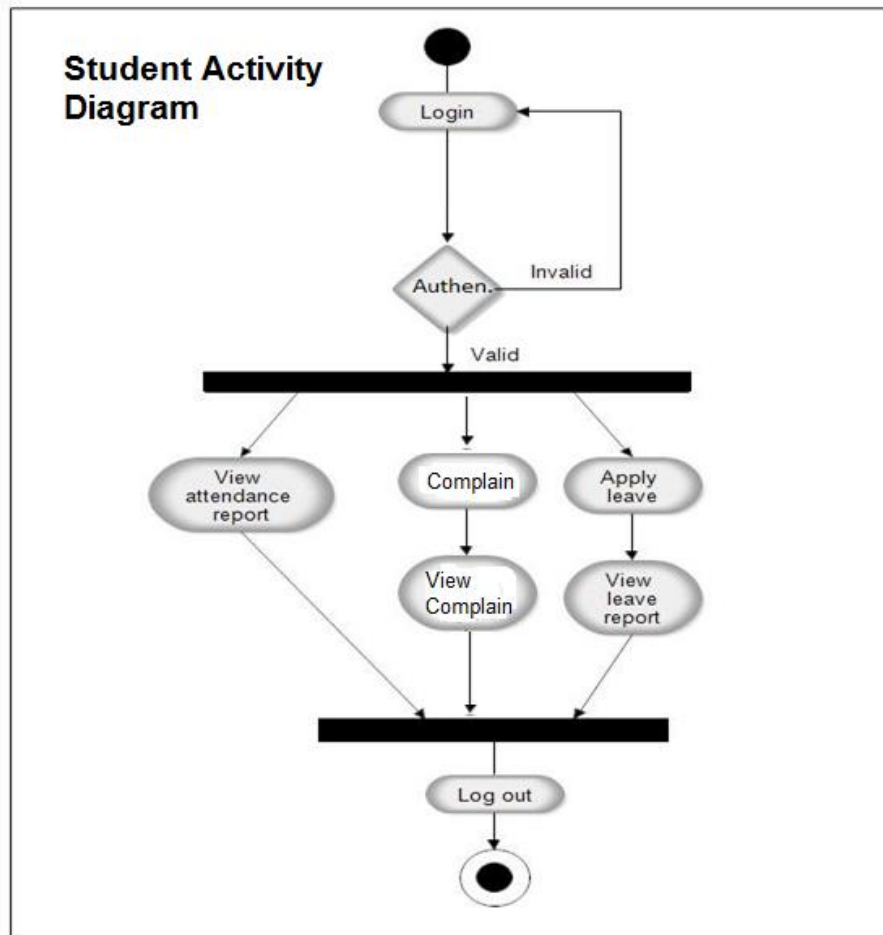 Student Activity
Diagram
Login
Authen.
Invalid
Valid
View
attendance
report
Complain
Apply
leave
View
Complain
View
leave
report
Log out